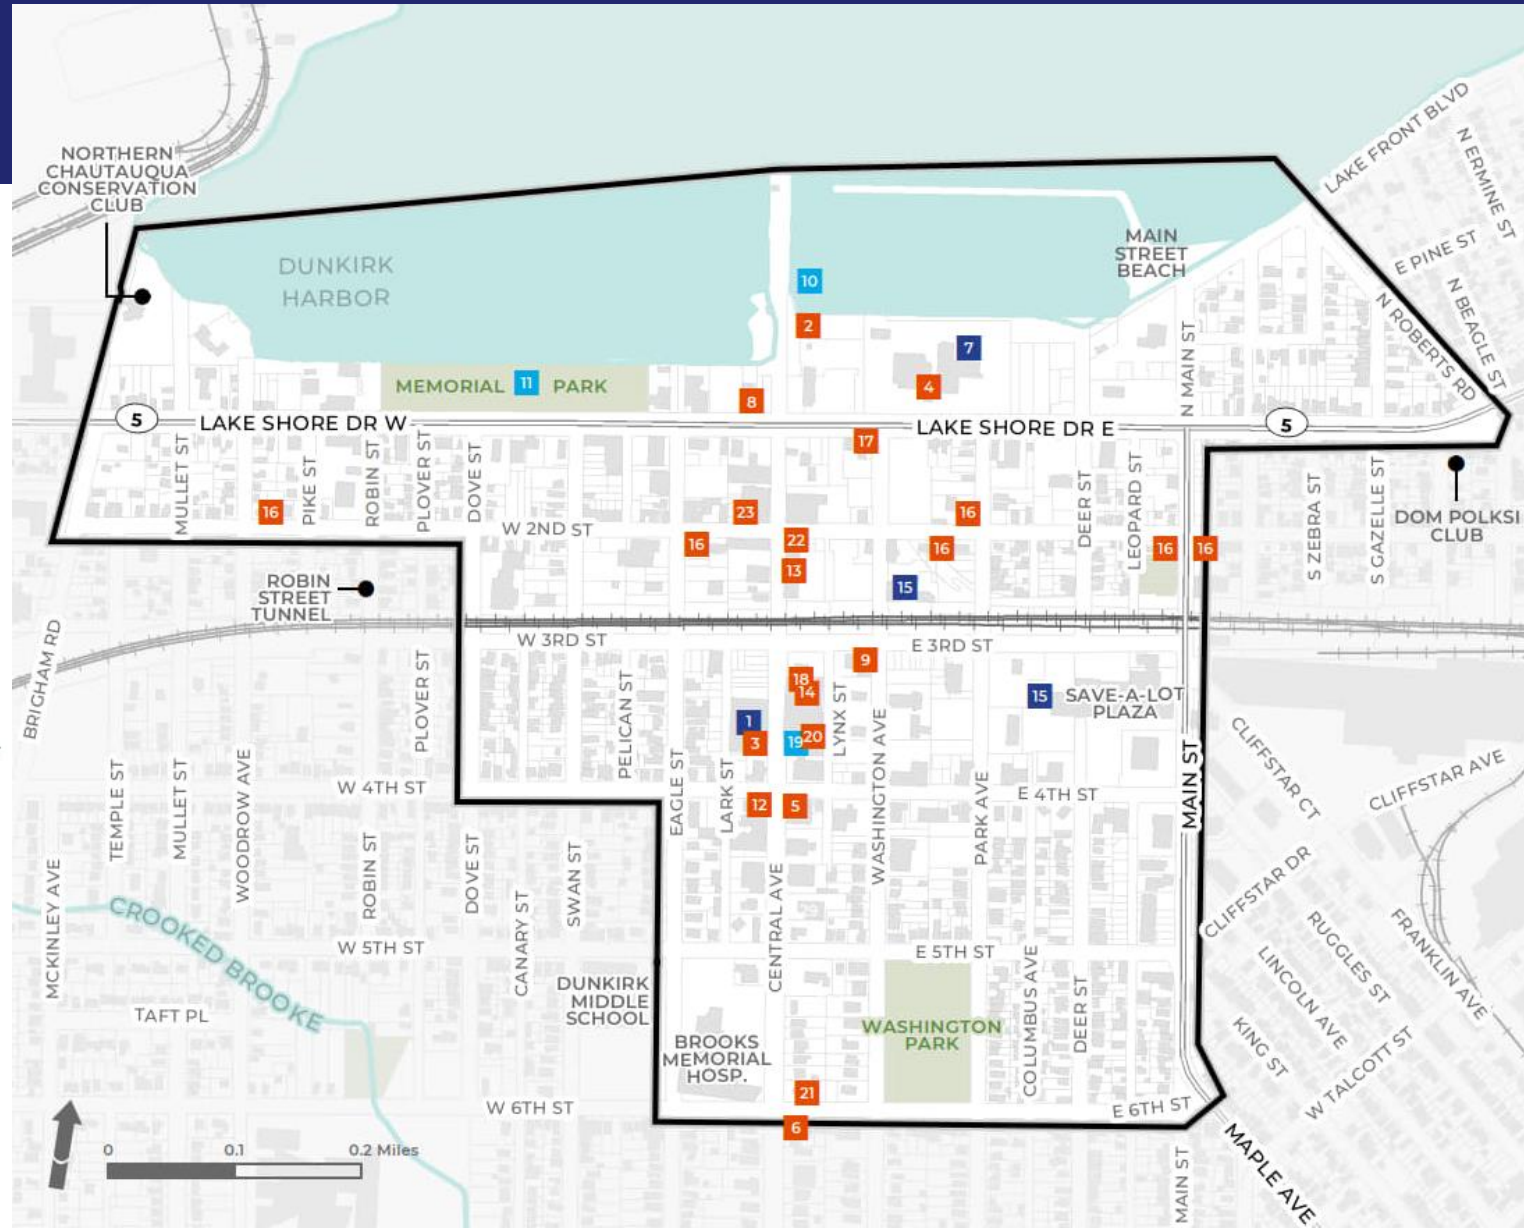 LAKE FRONT BLVD
N ERMINE ST
NORTHERN
CHAUTAUQUA
CONSERVATION
CLUB
MAIN
STREET
BEACH
E PINE ST
DUNKIRK
HARBOR
10
N BEAGLE ST
2
N ROBERTS RD
7
N MAIN ST
MEMORIAL
11
PARK
4
8
5
LAKE SHORE DR W
LAKE SHORE DR E
5
17
MULLET ST
PIKE ST
ROBIN ST
PLOVER ST
DOVE ST
DEER ST
LEOPARD ST
S ZEBRA ST
S GAZELLE ST
16
23
16
W 2ND ST
DOM POLKSI
CLUB
16
22
16
16
16
13
ROBIN
STREET
TUNNEL
15
BRIGHAM RD
W 3RD ST
E 3RD ST
9
PLOVER ST
PELICAN ST
18
14
LYNX ST
15
SAVE-A-LOT
PLAZA
1
3
19
20
WASHINGTON AVE
MAIN ST
CLIFFSTAR CT
CLIFFSTAR AVE
TEMPLE ST
MULLET ST
WOODROW AVE
W 4TH ST
EAGLE ST
LARK ST
12
5
E 4TH ST
PARK AVE
MCKINLEY AVE
ROBIN ST
DOVE ST
CANARY ST
SWAN ST
CENTRAL AVE
CLIFFSTAR DR
CROOKED BROOKE
W 5TH ST
E 5TH ST
RUGGLES ST
FRANKLIN AVE
LINCOLN AVE
DUNKIRK
MIDDLE
SCHOOL
COLUMBUS AVE
DEER ST
TAFT PL
WASHINGTON
PARK
KING ST
W TALCOTT ST
BROOKS
MEMORIAL
HOSP.
21
W 6TH ST
E 6TH ST
6
0
0.1
0.2 Miles
MAIN ST
MAPLE AVE